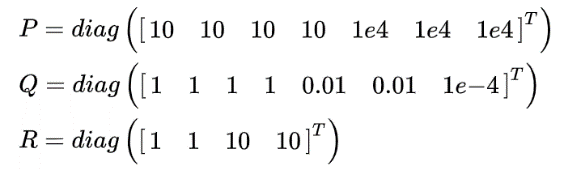 P = diag([10 10 10 10 1e4 1e4 1e4]^T)
Q = diag([1 1 1 1 0.01 0.01 1e−4]^T)
R = diag([1 1 10 10]^T)